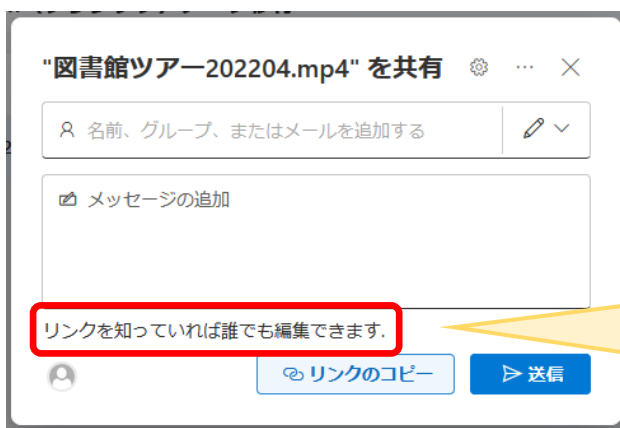 "図書館ツアー202204.mp4" を共有
名前、グループ、またはメールを追加する
メッセージの追加
リンクを知っていれば誰でも編集できます.
リンクのコピー
送信